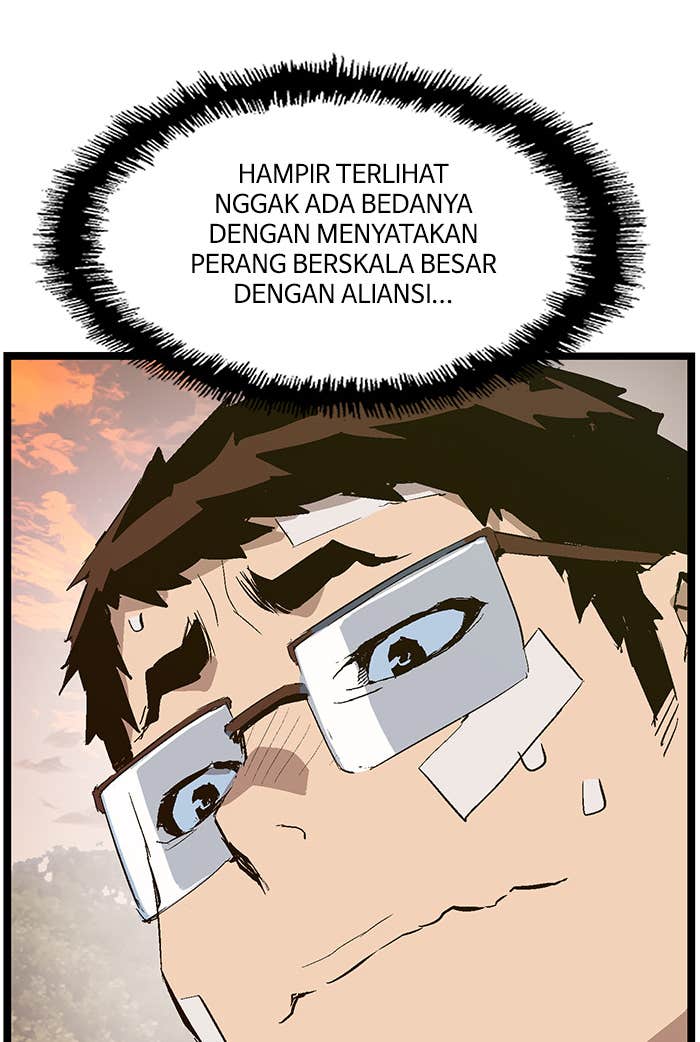 HAMPIR TERLIHAT
NGGAK ADA BEDANYA
DENGAN MENYATAKAN
PERANG BERSKALA BESAR
DENGAN ALIANSI...